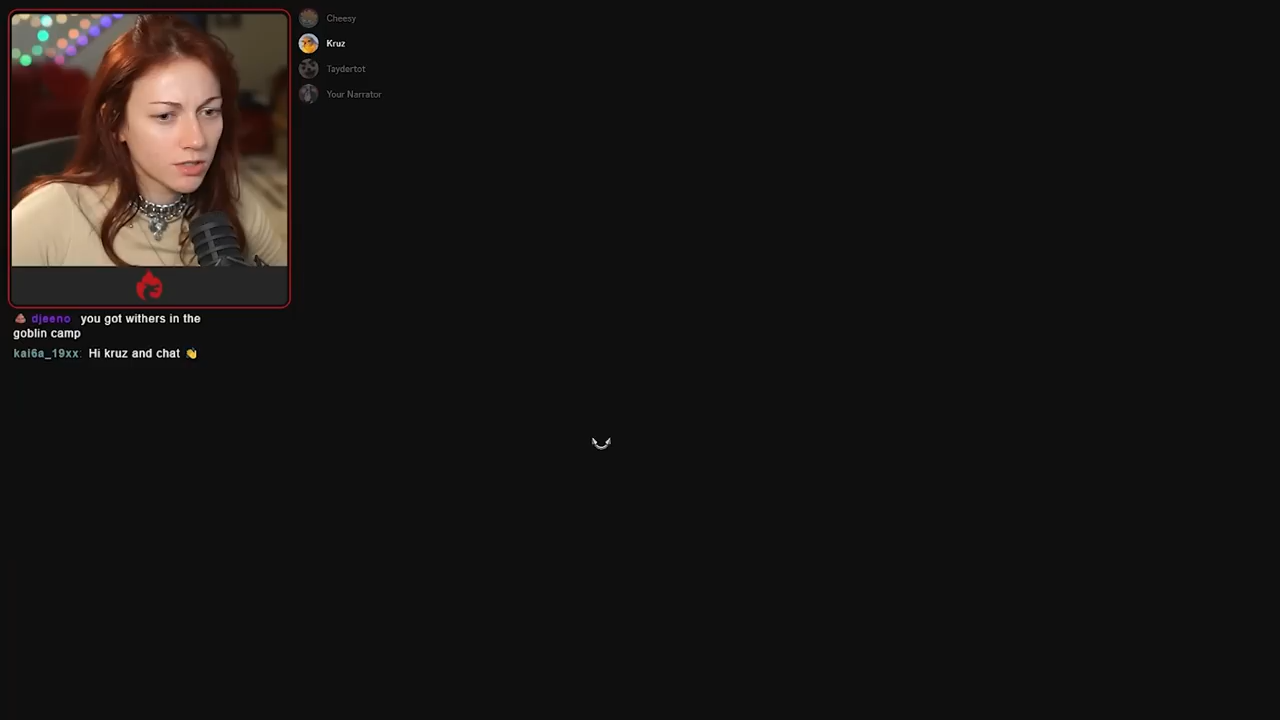 Cheesy
Kruz
Taydertot
Your Narrator
djeeno you got withers in the
goblin camp
kai6a_19xx: Hi kruz and chat 👋